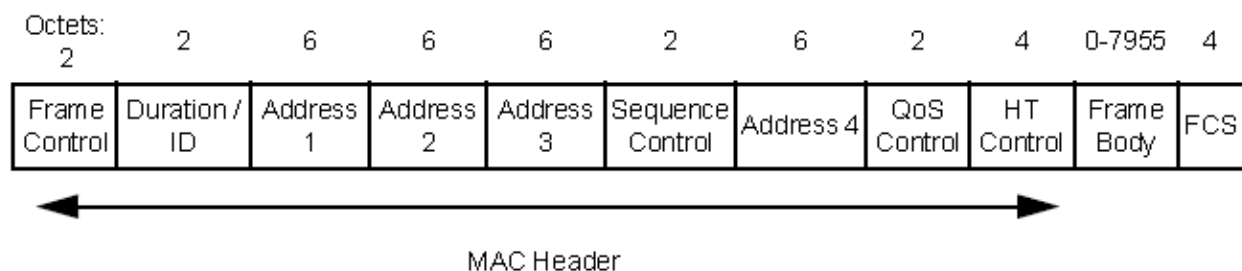 Octets:
2 2 6 6 6 2 6 2 4 0-7955 4
Frame Duration / Address Address Address Sequence Address 4 QoS HT Frame FCS
Control ID 1 2 3 Control Control Control Body
MAC Header